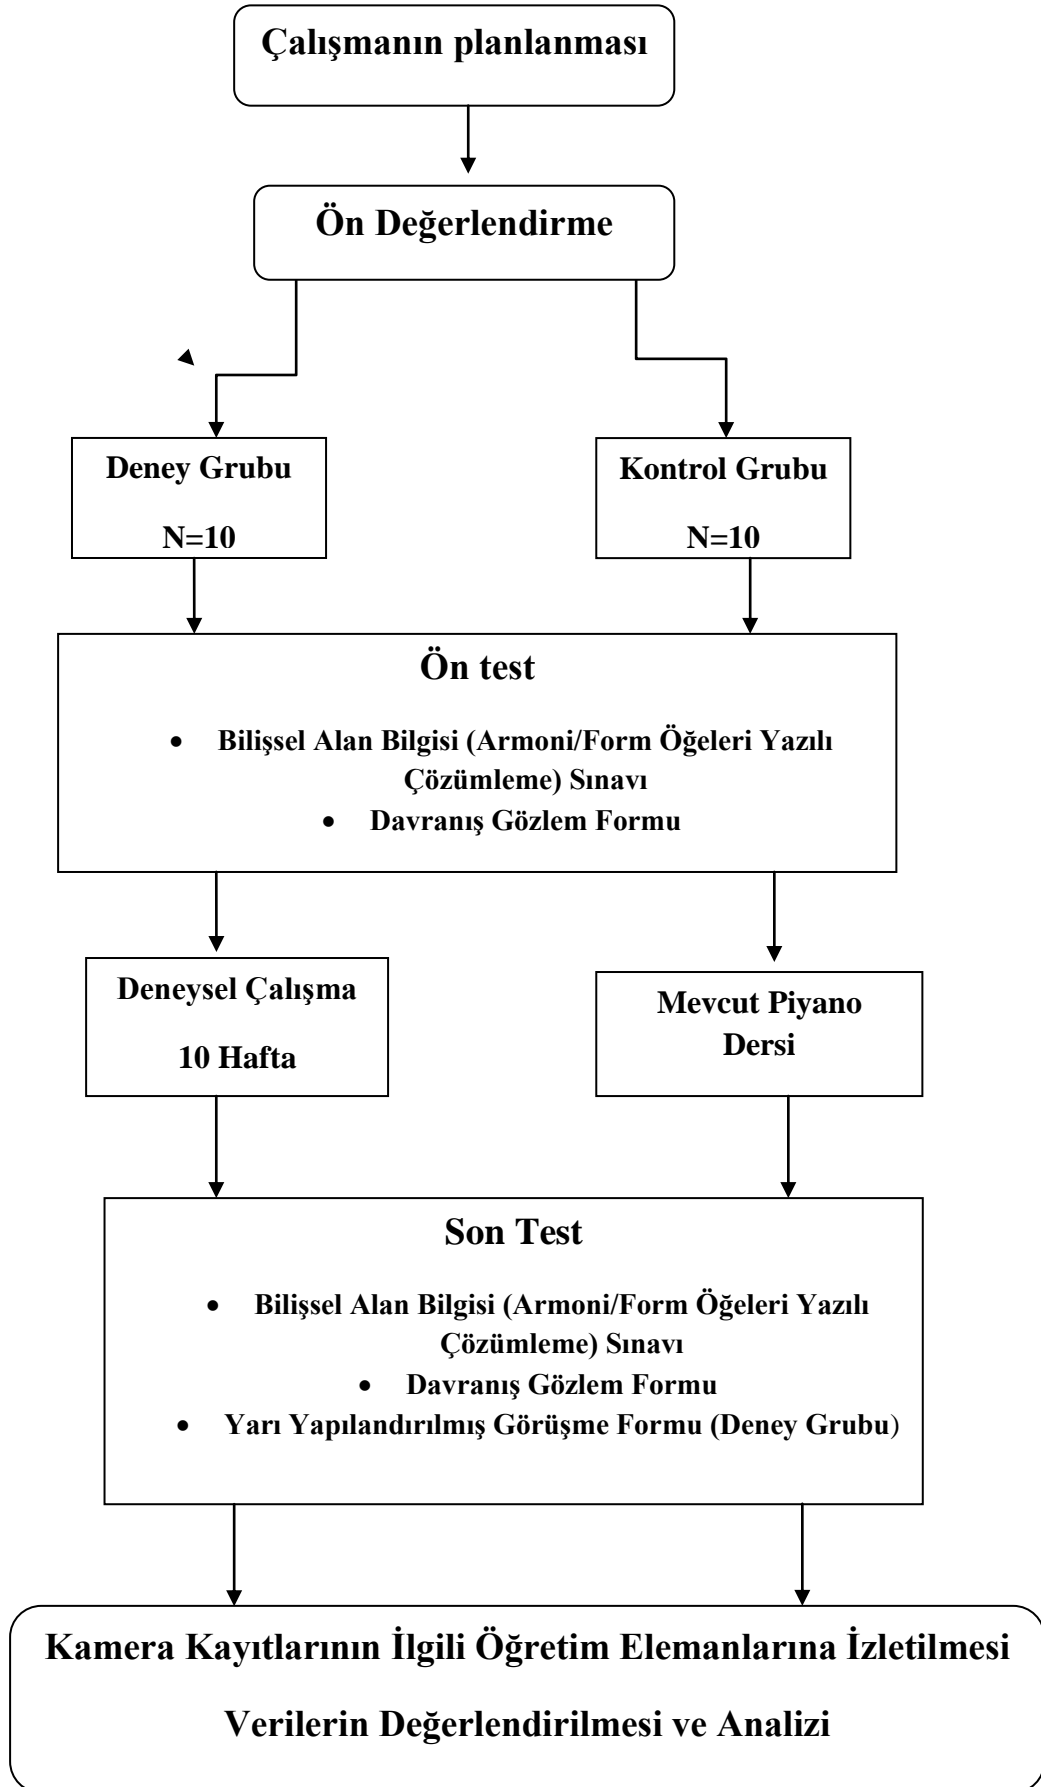 Çalışmanın planlanması
Ön Değerlendirme
Deney Grubu
N=10
Kontrol Grubu
N=10
Ön test
• Bilişsel Alan Bilgisi (Armoni/Form Öğeleri Yazılı
Çözümleme) Sınavı
• Davranış Gözlem Formu
Deneysel Çalışma
10 Hafta
Mevcut Piyano
Dersi
Son Test
• Bilişsel Alan Bilgisi (Armoni/Form Öğeleri Yazılı
Çözümleme) Sınavı
• Davranış Gözlem Formu
• Yarı Yapılandırılmış Görüşme Formu (Deney Grubu)
Kamera Kayıtlarının İlgili Öğretim Elemanlarına İzletilmesi
Verilerin Değerlendirilmesi ve Analizi